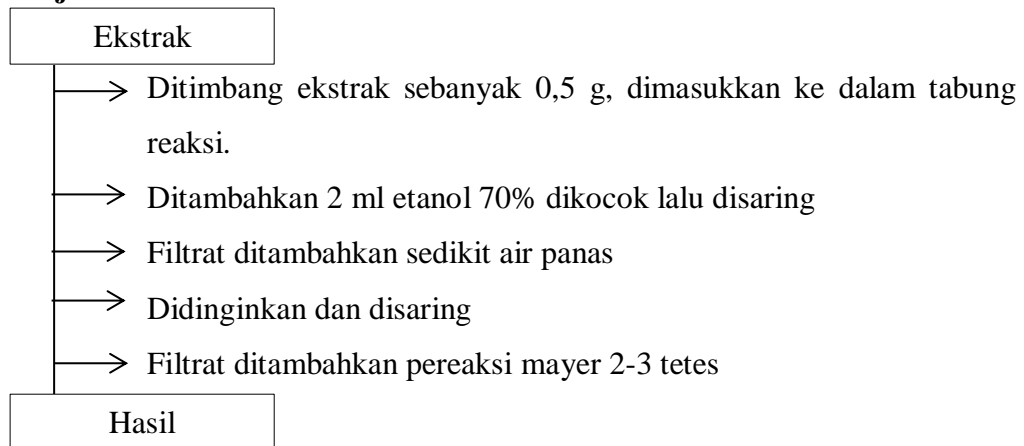 Ekstrak
Ditimbang ekstrak sebanyak 0,5 g, dimasukkan ke dalam tabung
reaksi.
Ditambahkan 2 ml etanol 70% dikocok lalu disaring
Filtrat ditambahkan sedikit air panas
Didinginkan dan disaring
Filtrat ditambahkan pereaksi mayer 2-3 tetes
Hasil